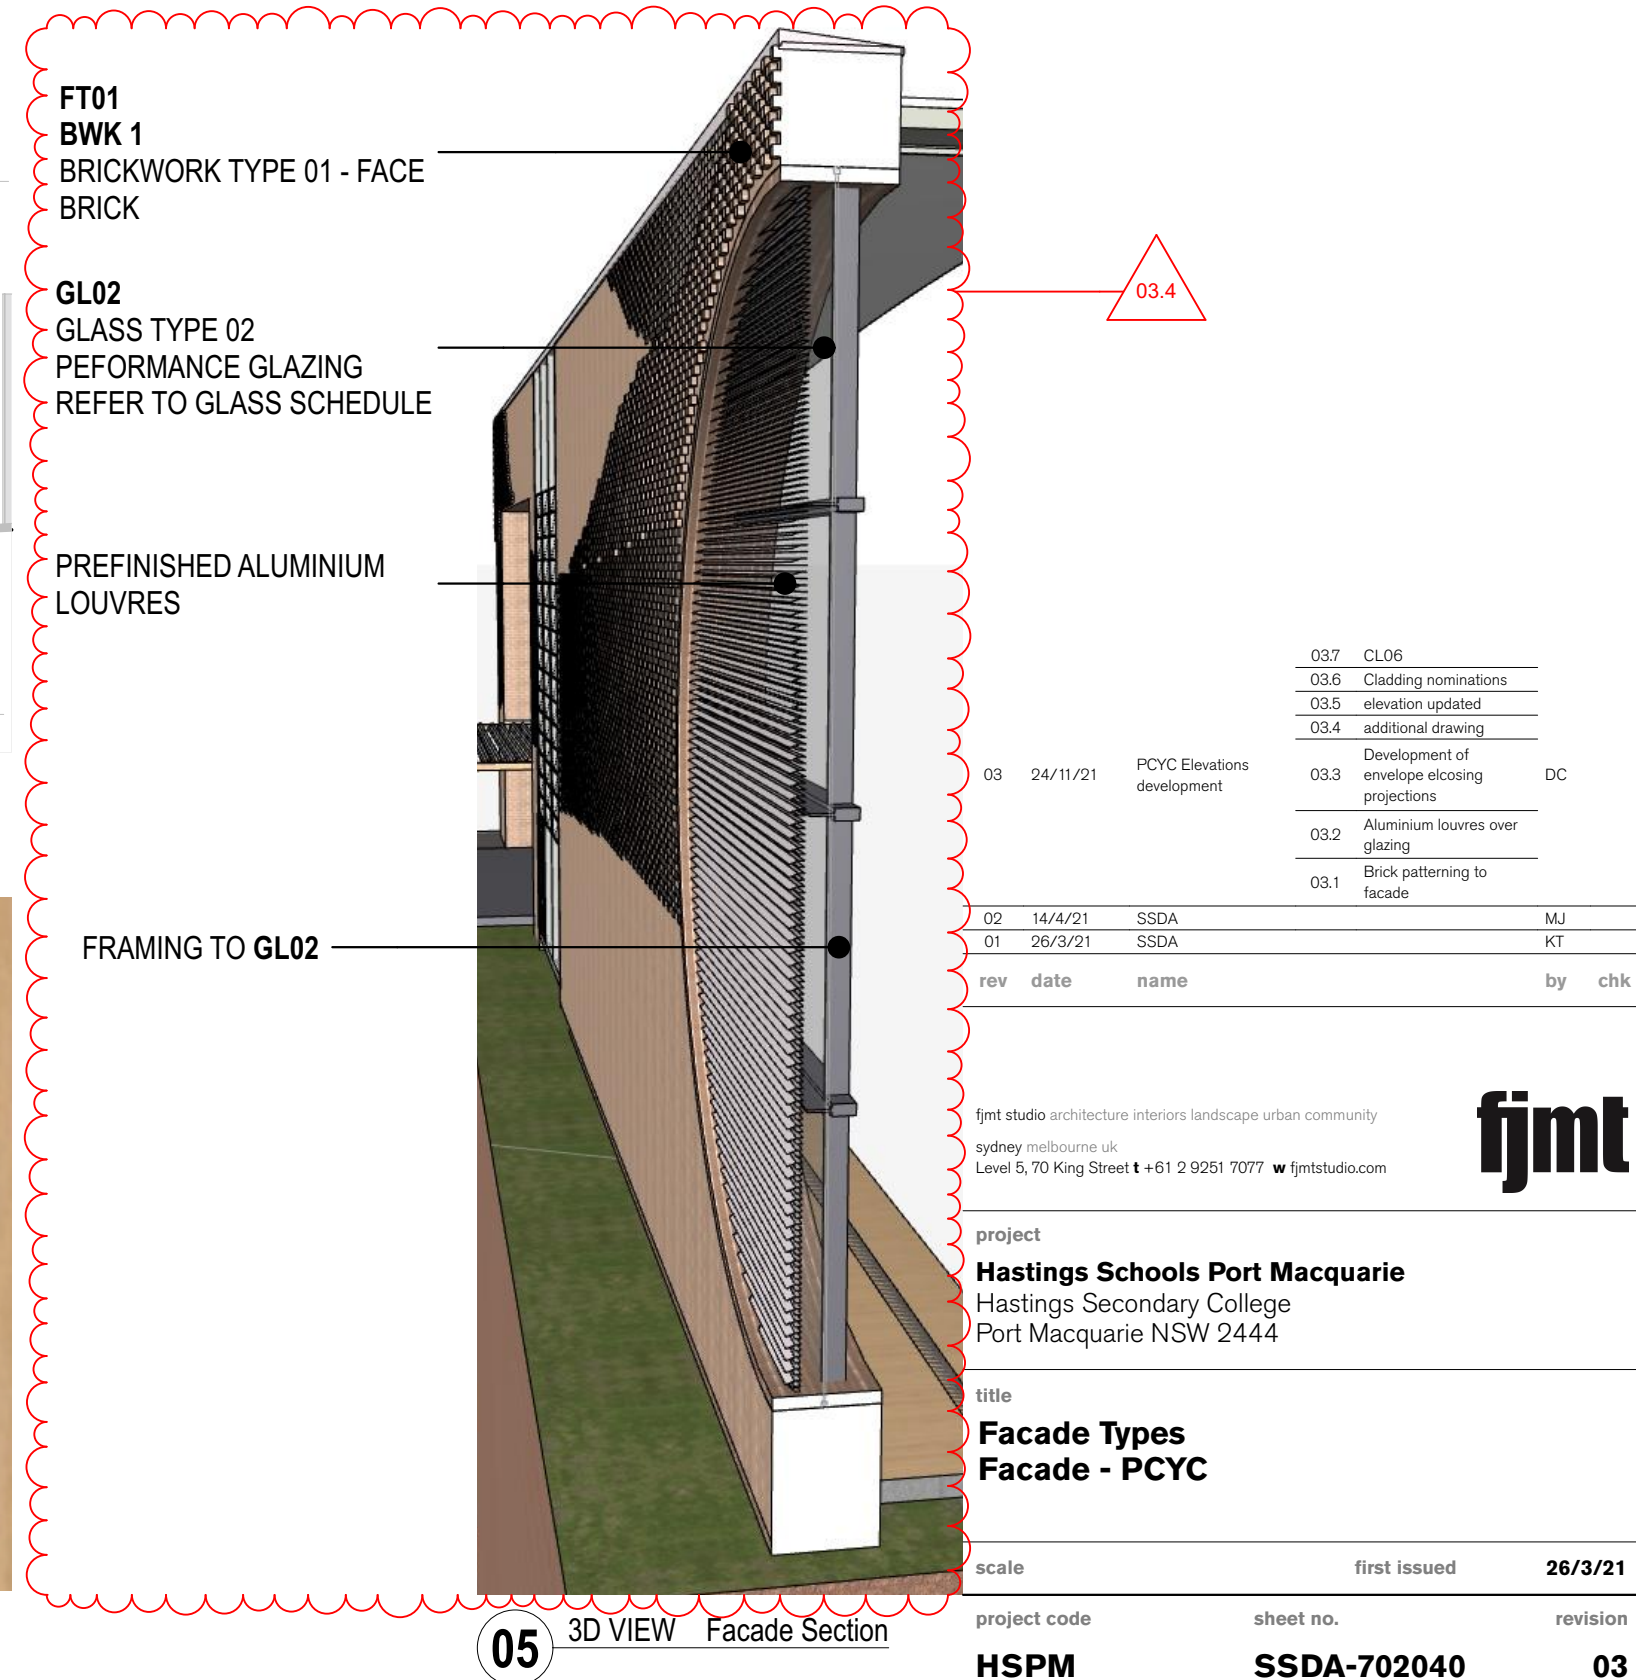 FT01
BWK 1
BRICKWORK TYPE 01 - FACE
BRICK
GL02
GLASS TYPE 02
PEFORMANCE GLAZING
REFER TO GLASS SCHEDULE
PREFINISHED ALUMINIUM
LOUVRES
FRAMING TO GL02
05 3D VIEW Facade Section
03.4
03.7 CL06
03.6 Cladding nominations
03.5 elevation updated
03.4 additional drawing
03 24/11/21 PCYC Elevations
development
03.3 Development of
envelope elcosing
projections
DC
03.2 Aluminium louvres over
glazing
03.1 Brick patterning to
facade
02 14/4/21 SSDA MJ
01 26/3/21 SSDA KT
rev date name by chk
fjmt studio architecture interiors landscape urban community
sydney melbourne uk
Level 5, 70 King Street t +61 2 9251 7077 w fjmtstudio.com
fjmt
project
Hastings Schools Port Macquarie
Hastings Secondary College
Port Macquarie NSW 2444
title
Facade Types
Facade - PCYC
scale first issued 26/3/21
project code sheet no. revision
HSPM SSDA-702040 03